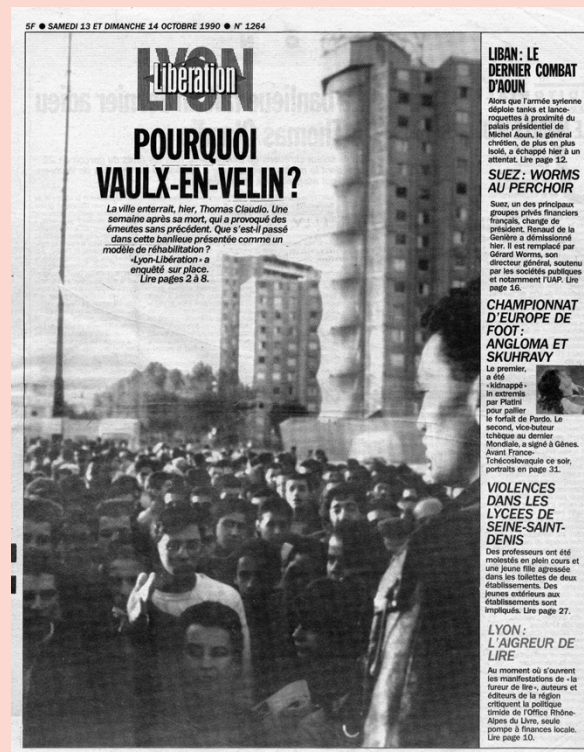 5F ● SAMEDI 13 ET DIMANCHE 14 OCTOBRE 1990 ● N° 1264
LYON
Libération
POURQUOI
VAULX-EN-VELIN?
La ville enterrait, hier, Thomas Claudio. Une
semaine après sa mort, qui a provoqué des
émeutes sans précédent. Que s'est-il passé
dans cette banlieue présentée comme un
modèle de réhabilitation ?
«Lyon-Libération» a
enquêté sur place.
Lire pages 2 à 8.
LIBAN: LE
DERNIER COMBAT
D'AOUN
Alors que l'armée syrienne
déploie tanks et lance-
roquettes à proximité du
palais présidentiel de
Michel Aoun, le général
chrétien, de plus en plus
isolé, a échappé hier à un
attentat. Lire page 12.
SUEZ: WORMS
AU PERCHOIR
Suez, un des principaux
groupes privés financiers
français, change de
président. Renaud de la
Genière a démissionné
hier. Il est remplacé par
Gérard Worms, son
directeur général, soutenu
par les sociétés publiques
et notamment l'UAP. Lire
page 16.
CHAMPIONNAT
D'EUROPE DE
FOOT:
ANGLOMA ET
SKUHRAVY
Le premier,
a été
«kidnappé»
in extremis
par Platini
pour pallier
le forfait de Pardo. Le
second, vice-buteur
tchèque au dernier
Mondiale, a signé à Gênes.
Avant France-
Tchécoslovaquie ce soir,
portraits en page 31.
VIOLENCES
DANS LES
LYCEES DE
SEINE-SAINT-
DENIS
Des professeurs ont été
molestés en plein cours et
une jeune fille agressée
dans les toilettes de deux
établissements. Des
jeunes extérieurs aux
établissements sont
impliqués. Lire page 27.
LYON:
L'AIGREUR DE
LIRE
Au moment où s'ouvrent
les manifestations de «la
fureur de lire», auteurs et
éditeurs de la région
critiquent la politique
timide de l'Office Rhône-
Alpes du Livre, seule
pompe à finances locale.
Lire page 10.